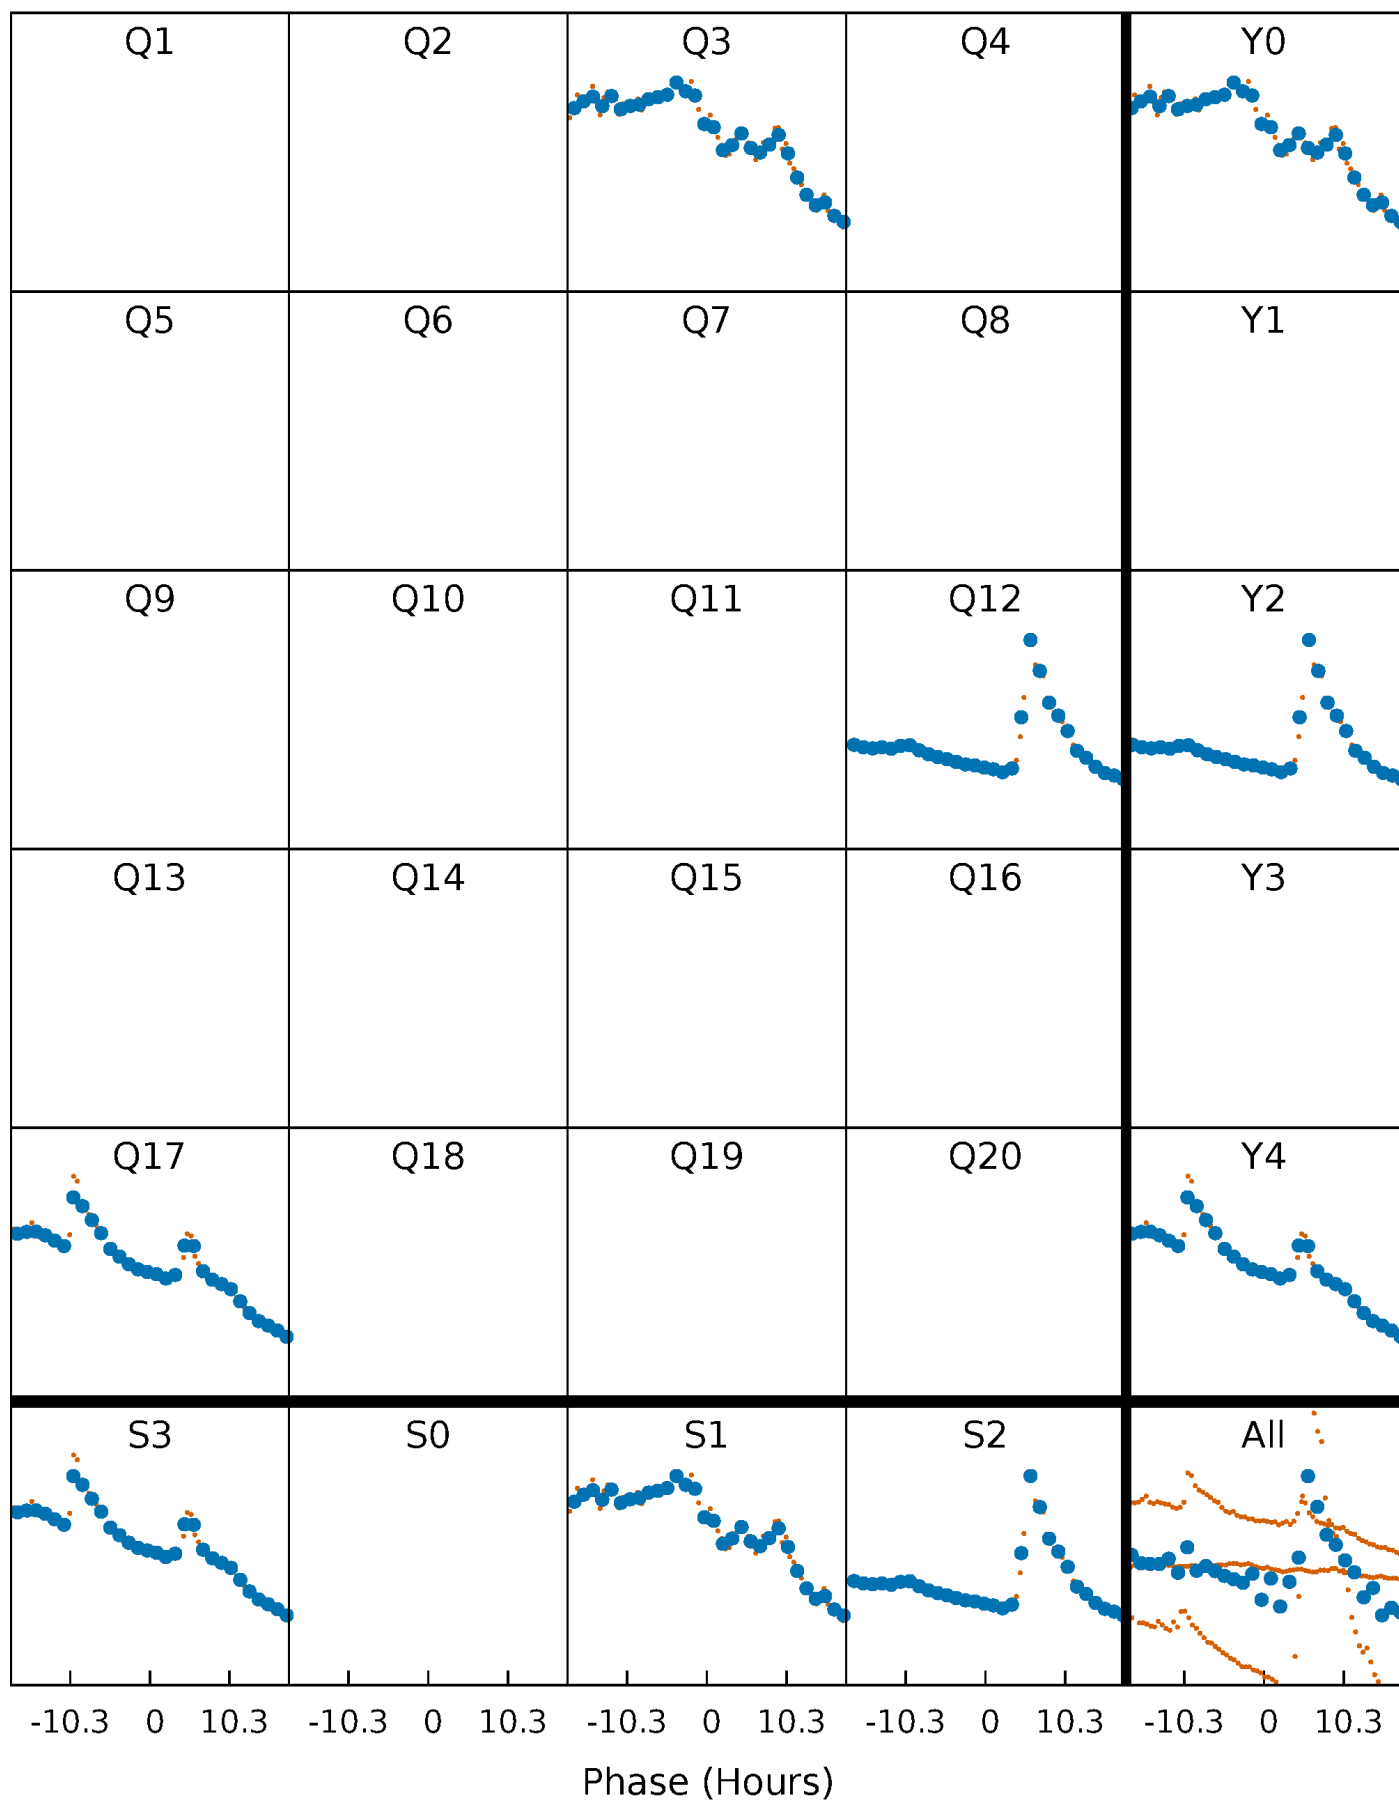 Q1 Q2 Q3 Q4 Y0
Q5 Q6 Q7 Q8 Y1
Q9 Q10 Q11 Q12 Y2
Q13 Q14 Q15 Q16 Y3
Q17 Q18 Q19 Q20 Y4
S3 S0 S1 S2 All
-10.3 0 10.3 -10.3 0 10.3 -10.3 0 10.3 -10.3 0 10.3 -10.3 0 10.3
Phase (Hours)